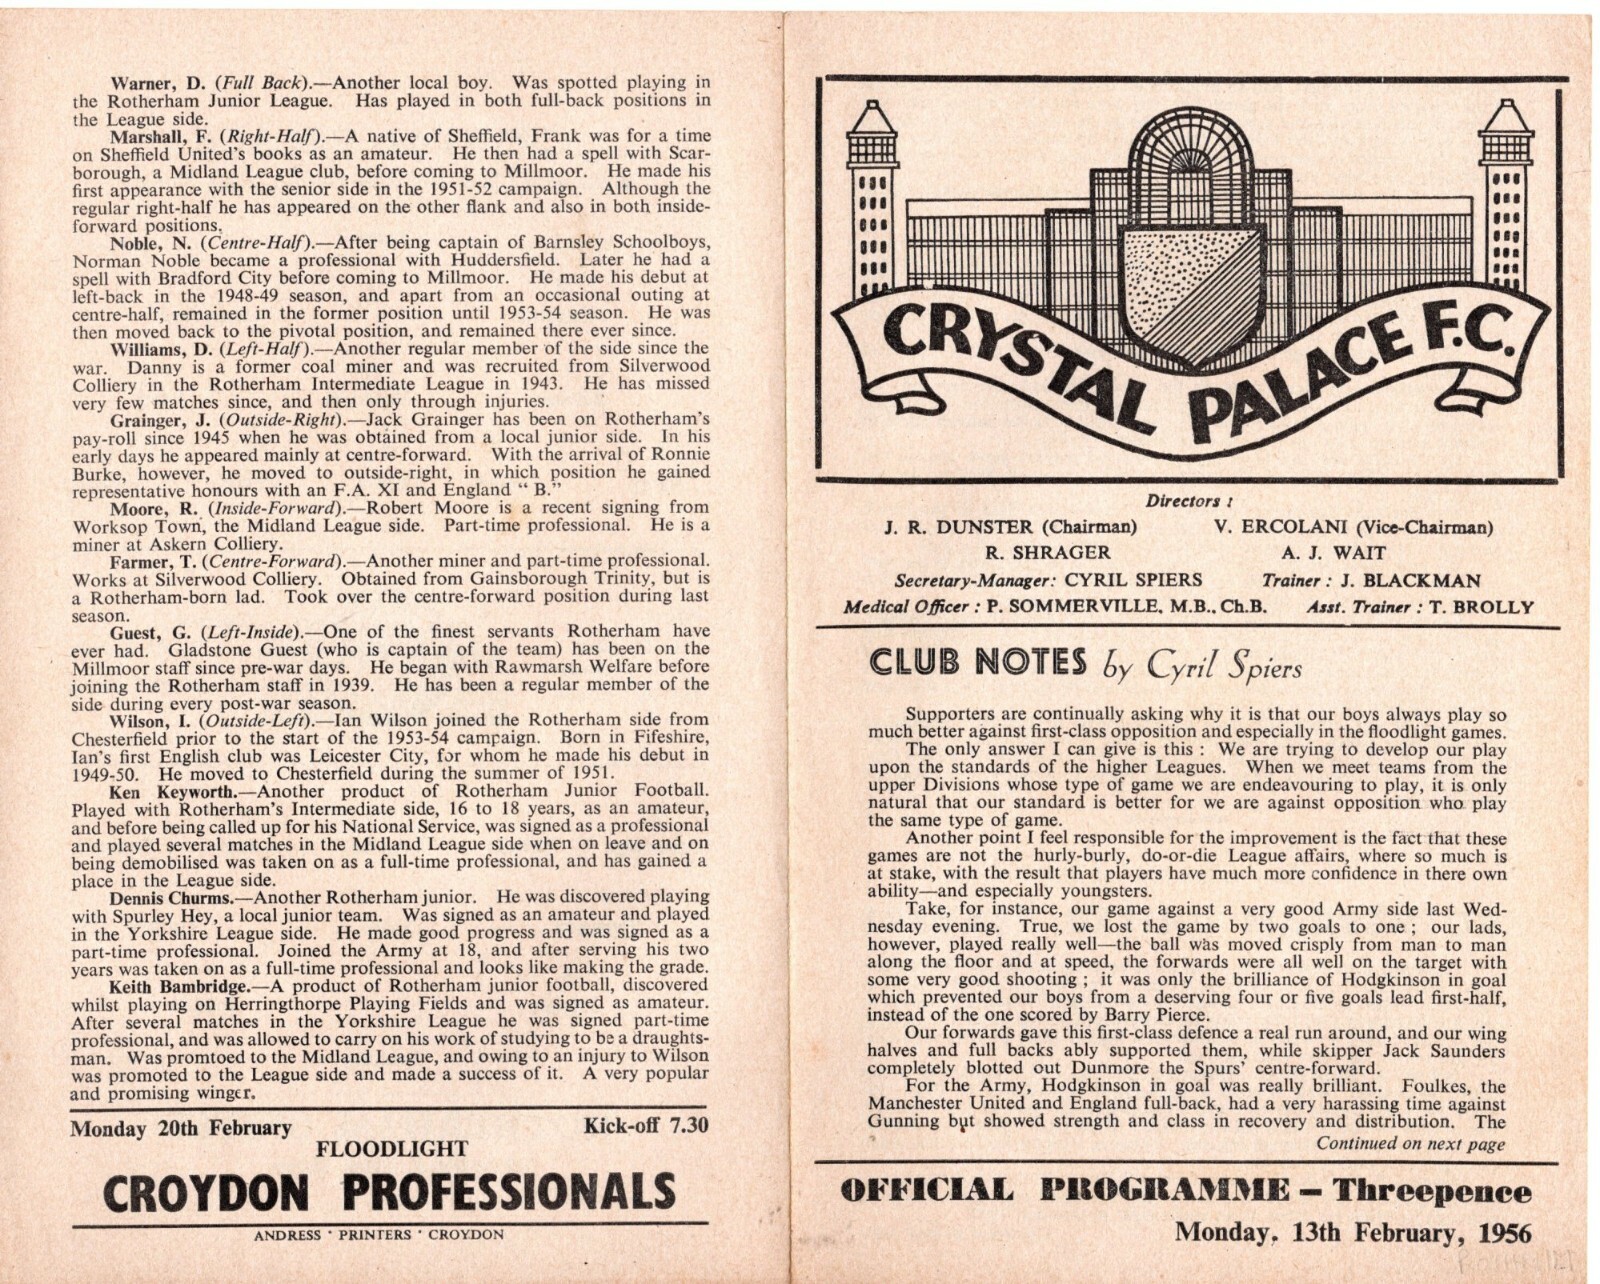 Warner, D. (Full Back).—Another local boy. Was spotted playing in
the Rotherham Junior League. Has played in both full-back positions in
the League side.
Marshall, F. (Right-Half).—A native of Sheffield, Frank was for a time
on Sheffield United's books as an amateur. He then had a spell with Scar-
borough, a Midland League club, before coming to Millmoor. He made his
first appearance with the senior side in the 1951-52 campaign. Although the
regular right-half he has appeared on the other flank and also in both inside-
forward positions.
Noble, N. (Centre-Half).—After being captain of Barnsley Schoolboys,
Norman Noble became a professional with Huddersfield. Later he had a
spell with Bradford City before coming to Millmoor. He made his debut at
left-back in the 1948-49 season, and apart from an occasional outing at
centre-half, remained in the former position until 1953-54 season. He was
then moved back to the pivotal position, and remained there ever since.
Williams, D. (Left-Half).—Another regular member of the side since the
war. Danny is a former coal miner and was recruited from Silverwood
Colliery in the Rotherham Intermediate League in 1943. He has missed
very few matches since, and then only through injuries.
Grainger, J. (Outside-Right).—Jack Grainger has been on Rotherham's
pay-roll since 1945 when he was obtained from a local junior side. In his
early days he appeared mainly at centre-forward. With the arrival of Ronnie
Burke, however, he moved to outside-right, in which position he gained
representative honours with an F.A. XI and England " B."
Moore, R. (Inside-Forward).—Robert Moore is a recent signing from
Worksop Town, the Midland League side. Part-time professional. He is a
miner at Askern Colliery.
Farmer, T. (Centre-Forward).—Another miner and part-time professional.
Works at Silverwood Colliery. Obtained from Gainsborough Trinity, but is
a Rotherham-born lad. Took over the centre-forward position during last
season.
Guest, G. (Left-Inside).—One of the finest servants Rotherham have
ever had. Gladstone Guest (who is captain of the team) has been on the
Millmoor staff since pre-war days. He began with Rawmarsh Welfare before
joining the Rotherham staff in 1939. He has been a regular member of the
side during every post-war season.
Wilson, I. (Outside-Left).—Ian Wilson joined the Rotherham side from
Chesterfield prior to the start of the 1953-54 campaign. Born in Fifeshire,
Ian's first English club was Leicester City, for whom he made his debut in
1949-50. He moved to Chesterfield during the summer of 1951.
Ken Keyworth.—Another product of Rotherham Junior Football.
Played with Rotherham's Intermediate side, 16 to 18 years, as an amateur,
and before being called up for his National Service, was signed as a professional
and played several matches in the Midland League side when on leave and on
being demobilised was taken on as a full-time professional, and has gained a
place in the League side.
Dennis Churms.—Another Rotherham junior. He was discovered playing
with Spurley Hey, a local junior team. Was signed as an amateur and played
in the Yorkshire League side. He made good progress and was signed as a
part-time professional. Joined the Army at 18, and after serving his two
years was taken on as a full-time professional and looks like making the grade.
Keith Bambridge.—A product of Rotherham junior football, discovered
whilst playing on Herringthorpe Playing Fields and was signed as amateur.
After several matches in the Yorkshire League he was signed part-time
professional, and was allowed to carry on his work of studying to be a draughts-
man. Was promtoed to the Midland League, and owing to an injury to Wilson
was promoted to the League side and made a success of it. A very popular
and promising winger.
Monday 20th February Kick-off 7.30
FLOODLIGHT
CROYDON PROFESSIONALS
ANDRESS · PRINTERS · CROYDON
CRYSTAL PALACE F.C.
Directors :
J. R. DUNSTER (Chairman) V. ERCOLANI (Vice-Chairman)
R. SHRAGER A. J. WAIT
Secretary-Manager: CYRIL SPIERS Trainer : J. BLACKMAN
Medical Officer : P. SOMMERVILLE, M.B., Ch.B. Asst. Trainer : T. BROLLY
CLUB NOTES by Cyril Spiers
Supporters are continually asking why it is that our boys always play so
much better against first-class opposition and especially in the floodlight games.
The only answer I can give is this : We are trying to develop our play
upon the standards of the higher Leagues. When we meet teams from the
upper Divisions whose type of game we are endeavouring to play, it is only
natural that our standard is better for we are against opposition who play
the same type of game.
Another point I feel responsible for the improvement is the fact that these
games are not the hurly-burly, do-or-die League affairs, where so much is
at stake, with the result that players have much more confidence in there own
ability—and especially youngsters.
Take, for instance, our game against a very good Army side last Wed-
nesday evening. True, we lost the game by two goals to one ; our lads,
however, played really well—the ball was moved crisply from man to man
along the floor and at speed, the forwards were all well on the target with
some very good shooting ; it was only the brilliance of Hodgkinson in goal
which prevented our boys from a deserving four or five goals lead first-half,
instead of the one scored by Barry Pierce.
Our forwards gave this first-class defence a real run around, and our wing
halves and full backs ably supported them, while skipper Jack Saunders
completely blotted out Dunmore the Spurs' centre-forward.
For the Army, Hodgkinson in goal was really brilliant. Foulkes, the
Manchester United and England full-back, had a very harassing time against
Gunning but showed strength and class in recovery and distribution. The
Continued on next page
OFFICIAL PROGRAMME – Threepence
Monday, 13th February, 1956